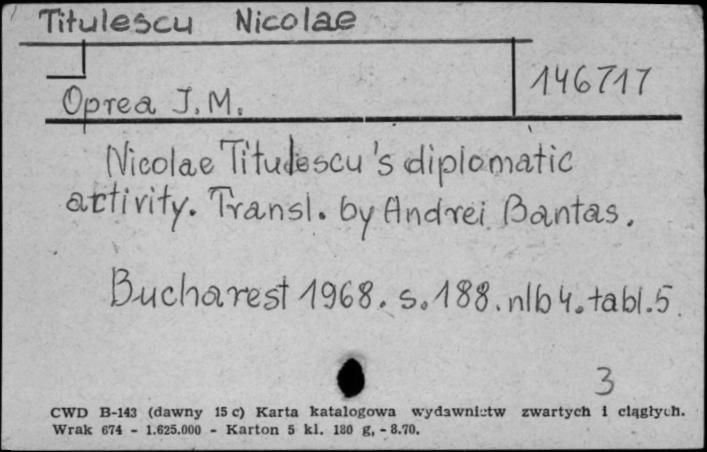 Titulescu Nicolae
Oprea I.M.
146717
Nicolae Titulescu's diplomatic
activity. Transl. by Andrei Bantas.
Bucharest 1968. s. 188. nlb 4. tabl. 5.
3
CWD B-143 (dawny 15 c) Karta katalogowa wydawnictw zwartych i ciągłych.
Wrak 674 - 1.625.000 - Karton 5 kl. 180 g, - 8.70.